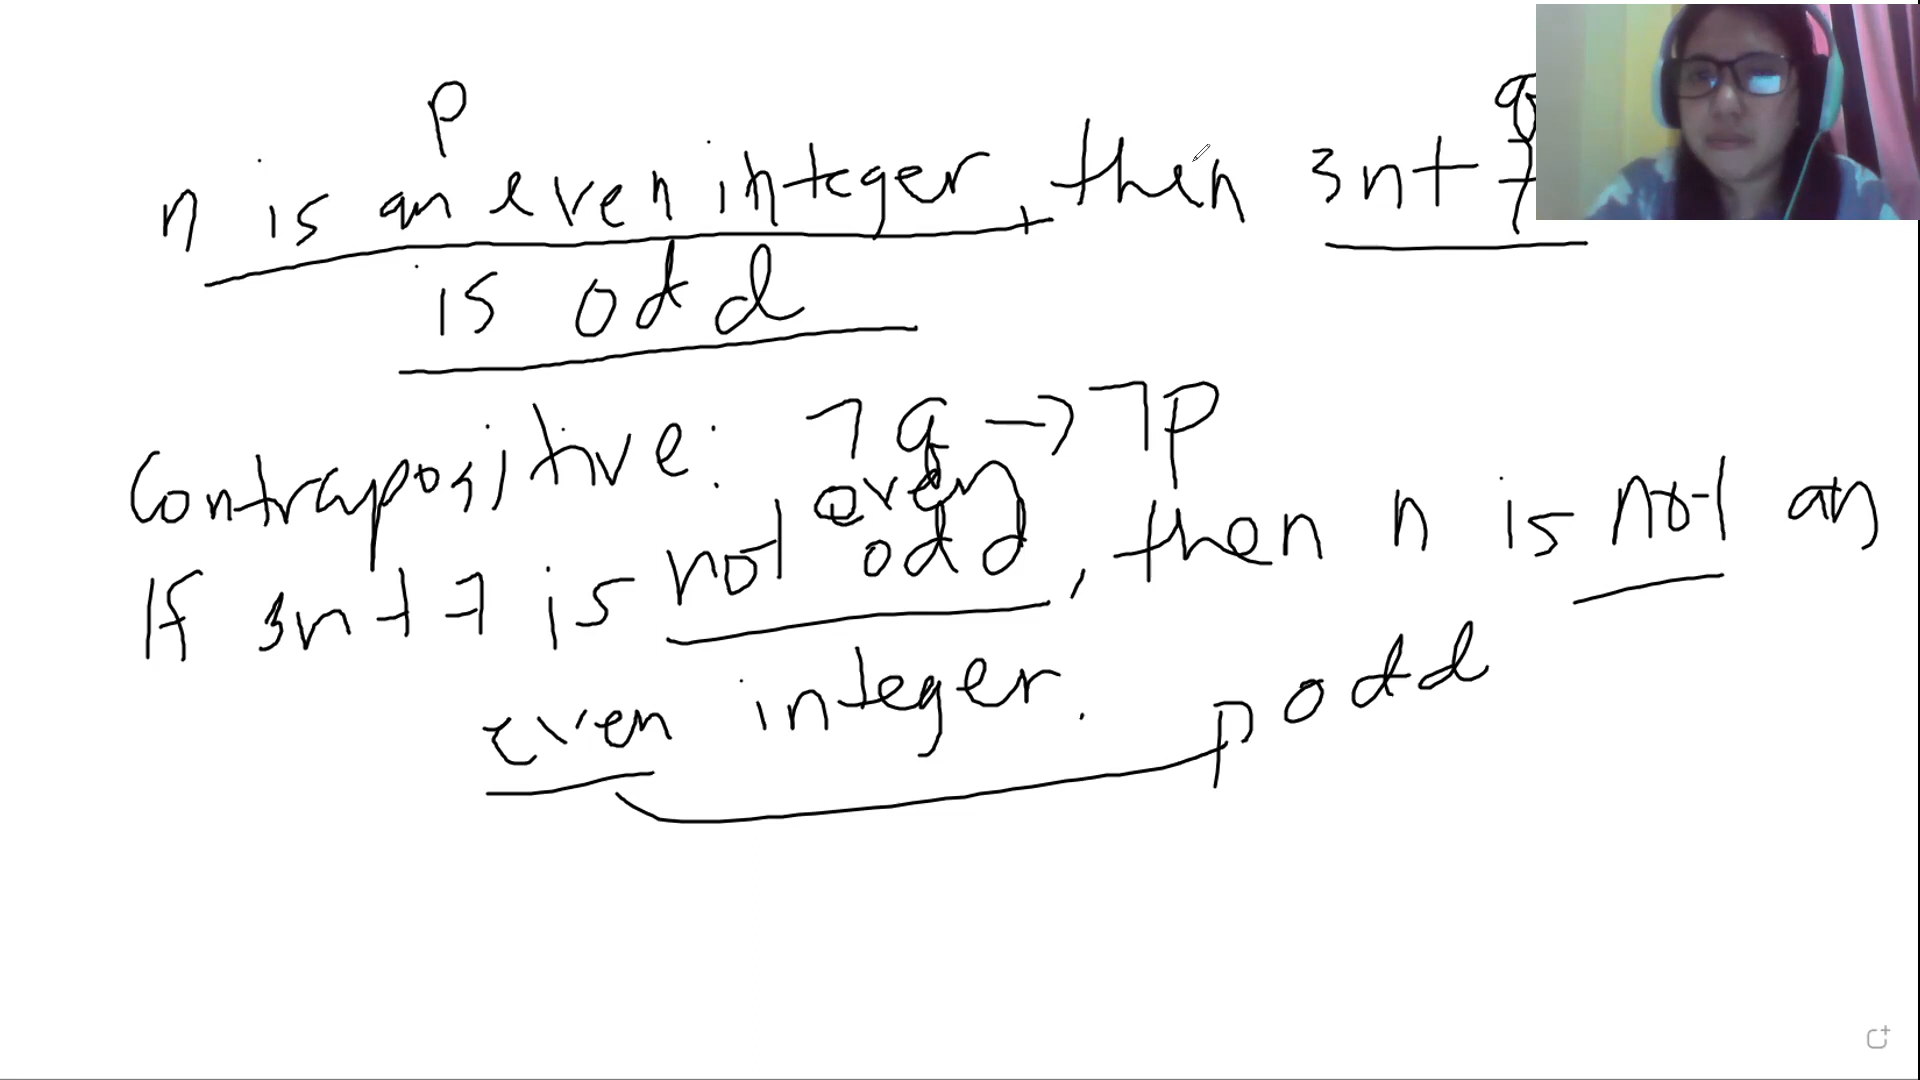 p q
n is an even integer, then 3n + 7
is odd
Contrapositive: ¬q → ¬p
even
If 3n + 7 is not odd, then n is not an
even integer.
odd